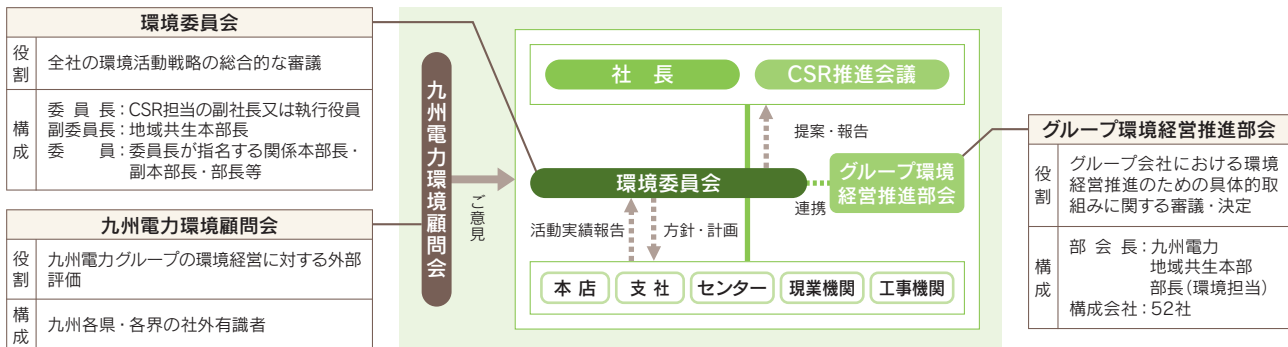 環境委員会
役割
全社の環境活動戦略の総合的な審議
構成
委 員 長：CSR担当の副社長又は執行役員
副委員長：地域共生本部長
委　　員：委員長が指名する関係本部長・
副本部長・部長等
九州電力環境顧問会
役割
九州電力グループの環境経営に対する外部
評価
構成
九州各県・各界の社外有識者
九州電力環境顧問会
ご意見
社　長
CSR推進会議
提案・報告
環境委員会
連携
グループ環境
経営推進部会
活動実績報告
方針・計画
本 店
支 社
センター
現業機関
工事機関
グループ環境経営推進部会
役割
グループ会社における環境
経営推進のための具体的取
組みに関する審議・決定
構成
部 会 長：九州電力
地域共生本部
部長（環境担当）
構成会社：52社